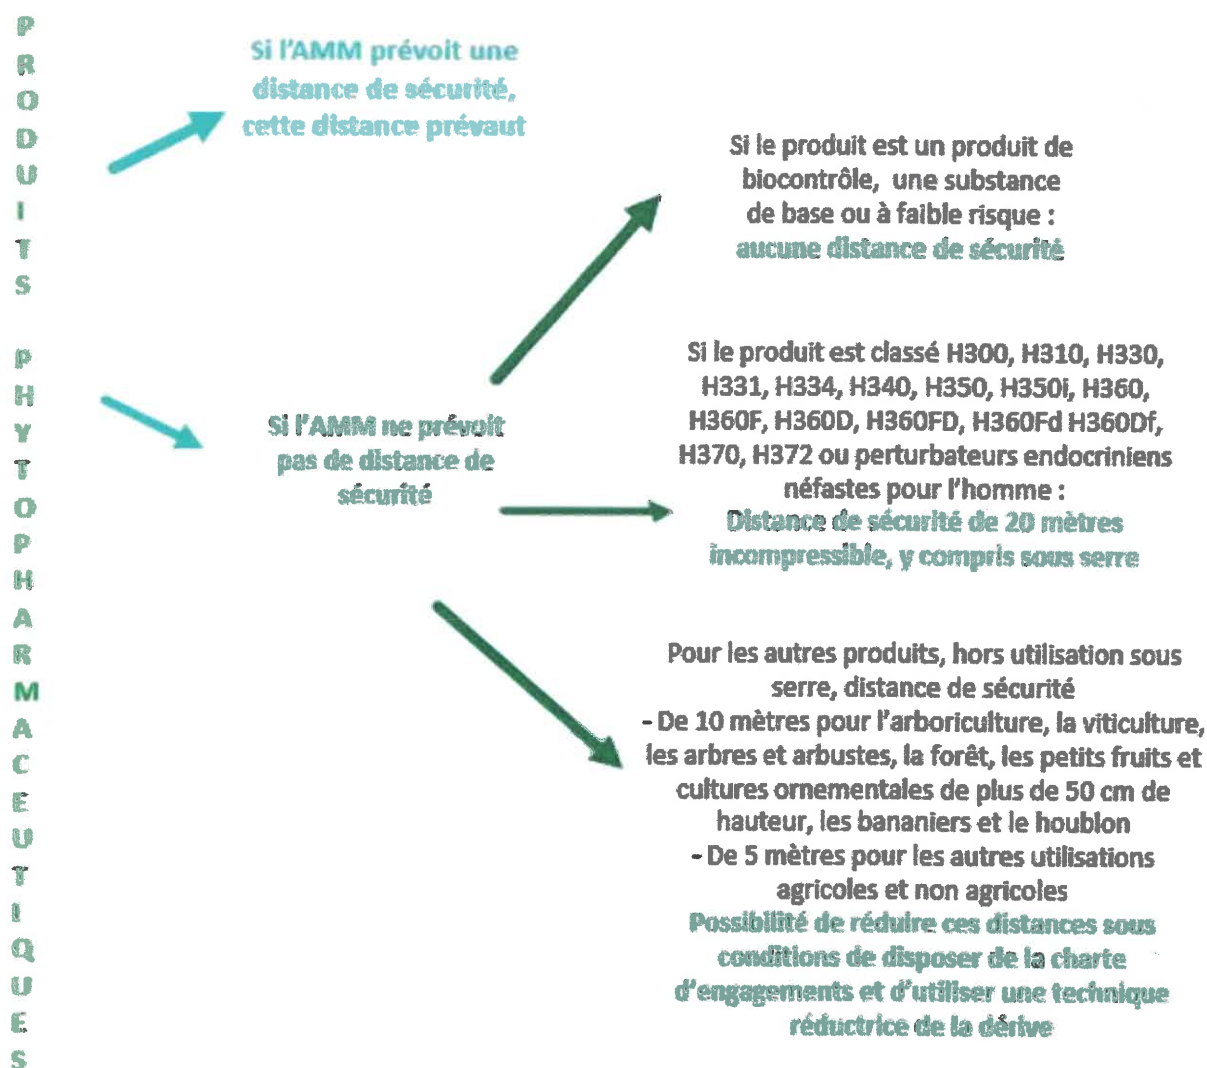 PRODUITS PHYTOPHARMACEUTIQUES
Si l'AMM prévoit une
distance de sécurité,
cette distance prévaut
Si l'AMM ne prévoit
pas de distance de
sécurité
Si le produit est un produit de
biocontrôle, une substance
de base ou à faible risque :
aucune distance de sécurité
Si le produit est classé H300, H310, H330,
H331, H334, H340, H350, H350i, H360,
H360F, H360D, H360FD, H360Fd H360Df,
H370, H372 ou perturbateurs endocriniens
néfastes pour l'homme :
Distance de sécurité de 20 mètres
incompressible, y compris sous serre
Pour les autres produits, hors utilisation sous
serre, distance de sécurité
- De 10 mètres pour l'arboriculture, la viticulture,
les arbres et arbustes, la forêt, les petits fruits et
cultures ornementales de plus de 50 cm de
hauteur, les bananiers et le houblon
- De 5 mètres pour les autres utilisations
agricoles et non agricoles
Possibilité de réduire ces distances sous
conditions de disposer de la charte
d'engagements et d'utiliser une technique
réductrice de la dérive